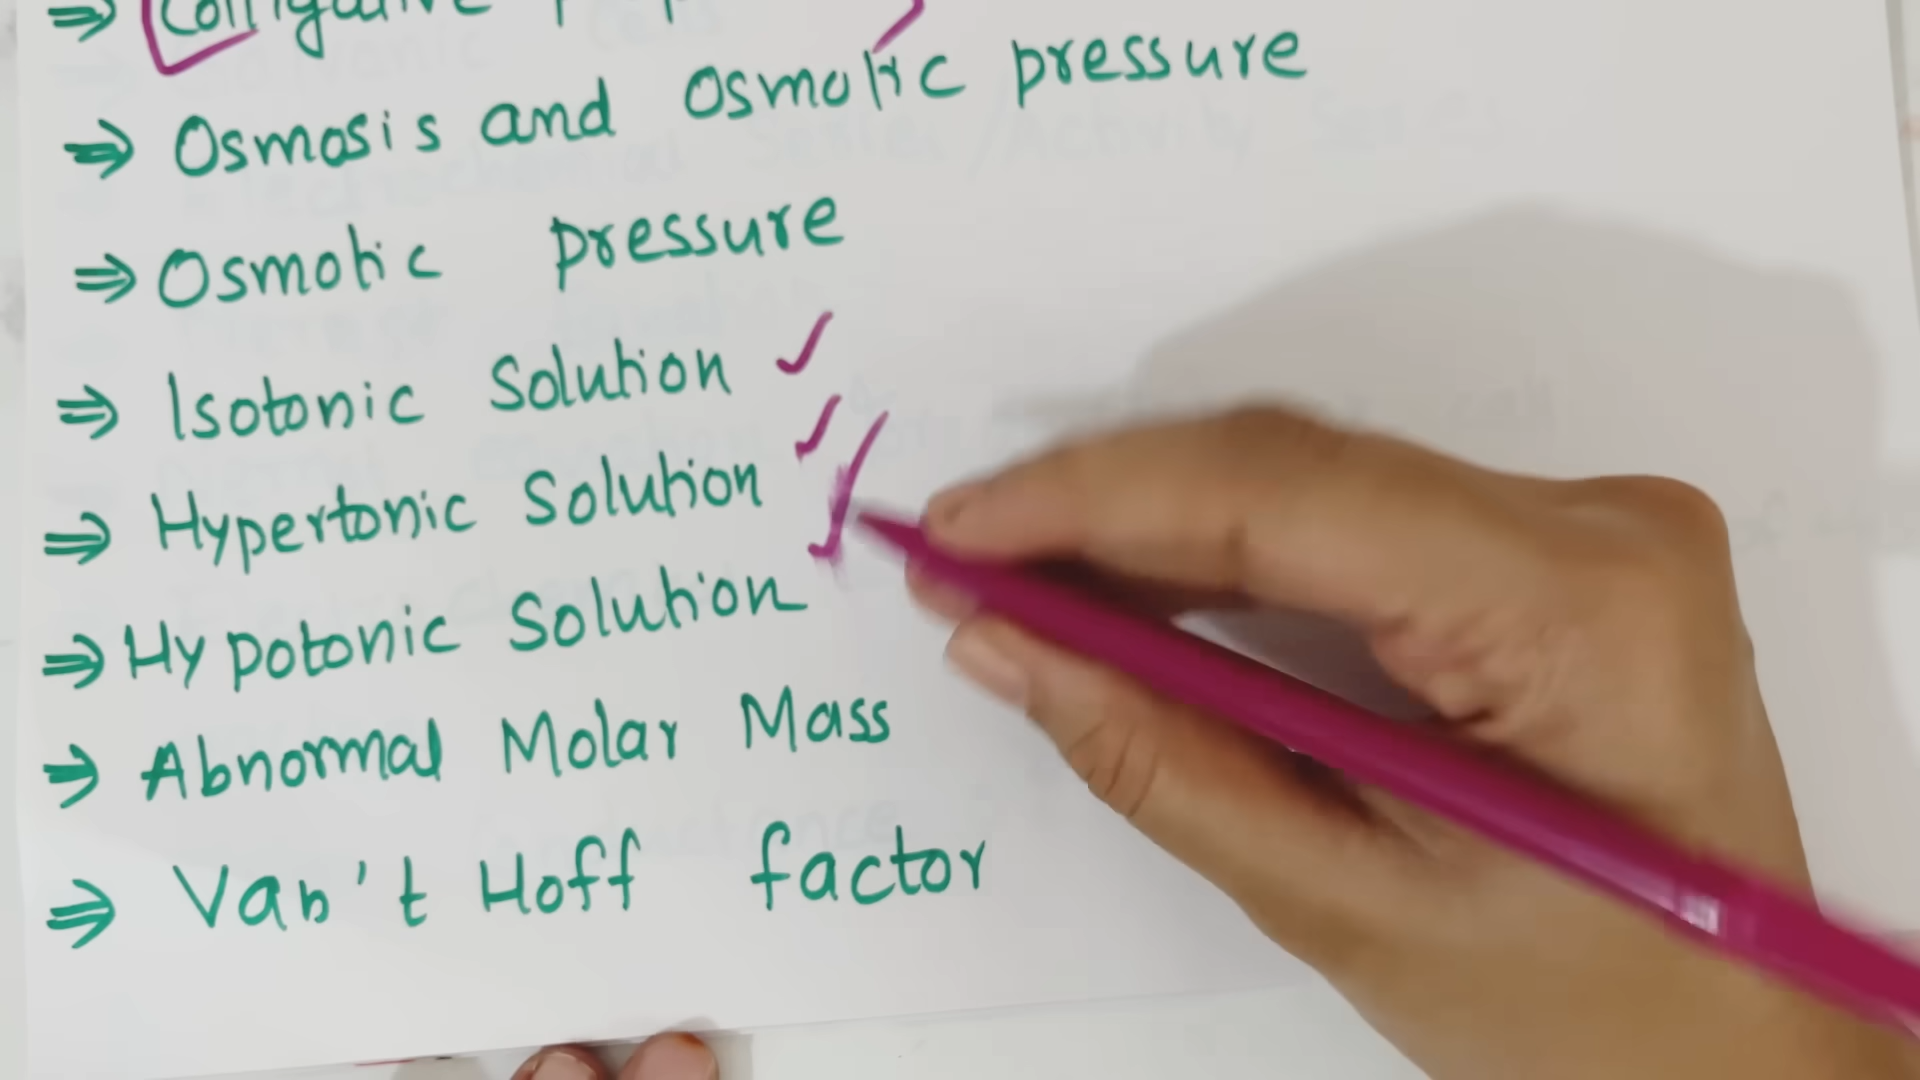 ⇒ Osmosis and Osmotic pressure
⇒ Osmotic pressure
⇒ Isotonic Solution ✓
⇒ Hypertonic Solution ✓
⇒ Hypotonic Solution ✓
⇒ Abnormal Molar Mass
⇒ Van't Hoff factor